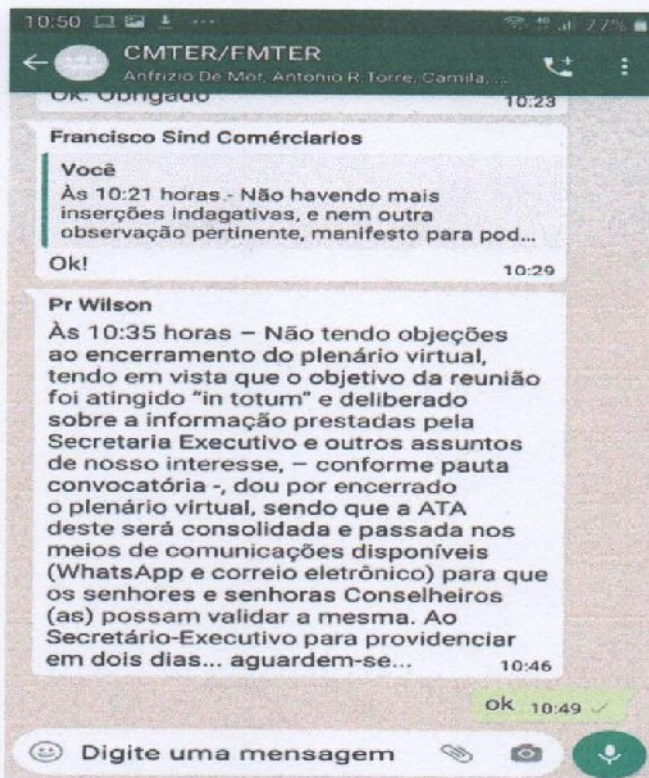 10:50 ... 77%
CMTER/FMTER
Anfrizio De Mor, Antonio R.Torre, Camila, ...
Ok. Obrigado
10:23
Francisco Sind Comérciarios
Você
Às 10:21 horas.- Não havendo mais
inserções indagativas, e nem outra
observação pertinente, manifesto para pod...
Ok!
10:29
Pr Wilson
Às 10:35 horas – Não tendo objeções
ao encerramento do plenário virtual,
tendo em vista que o objetivo da reunião
foi atingido “in totum” e deliberado
sobre a informação prestadas pela
Secretaria Executivo e outros assuntos
de nosso interesse, – conforme pauta
convocatória -, dou por encerrado
o plenário virtual, sendo que a ATA
deste será consolidada e passada nos
meios de comunicações disponíveis
(WhatsApp e correio eletrônico) para que
os senhores e senhoras Conselheiros
(as) possam validar a mesma. Ao
Secretário-Executivo para providenciar
em dois dias... aguardem-se...
10:46
ok 10:49
Digite uma mensagem